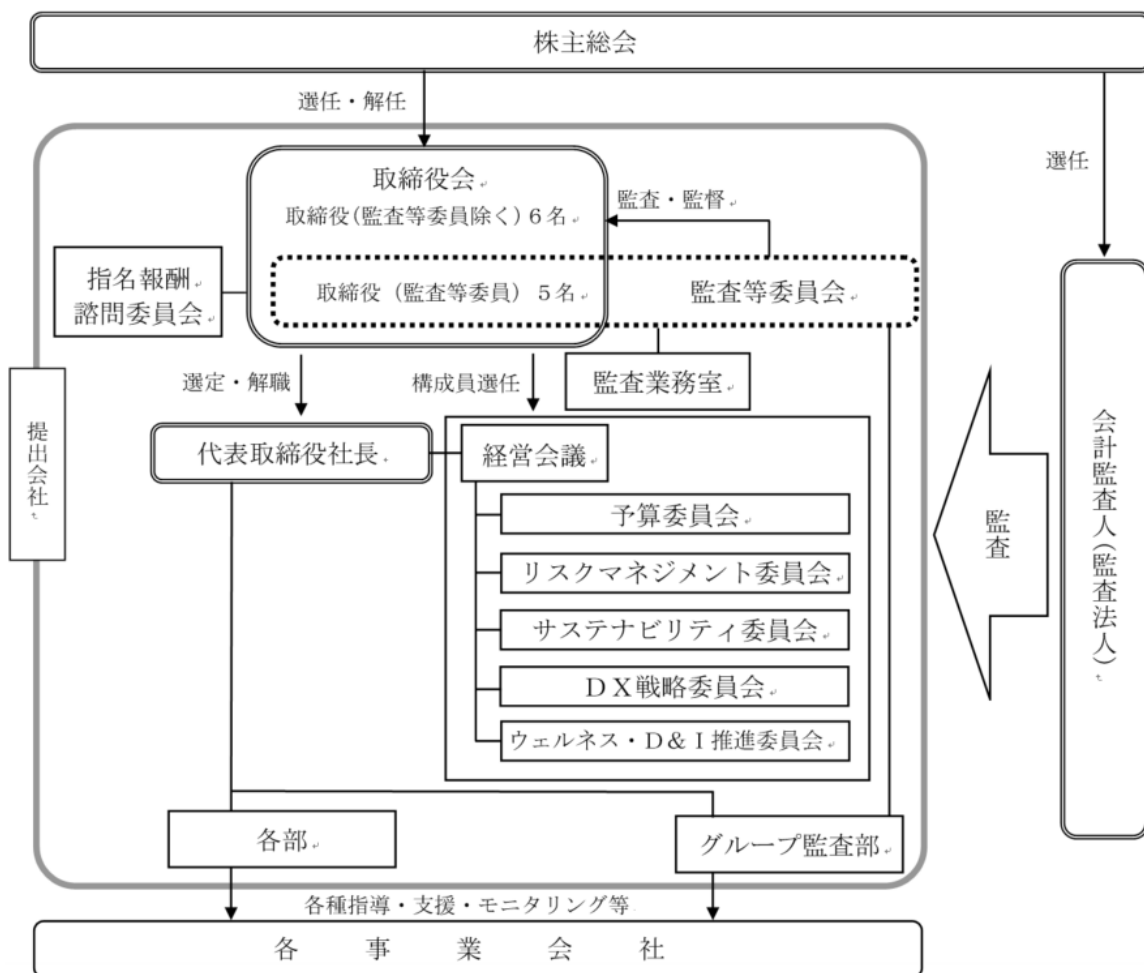 株主総会
選任・解任
選任
取締役会
取締役(監査等委員除く)6名
監査・監督
指名報酬
諮問委員会
取締役（監査等委員）5名
監査等委員会
選定・解職
構成員選任
監査業務室
提出会社
代表取締役社長
経営会議
予算委員会
リスクマネジメント委員会
サステナビリティ委員会
ＤＸ戦略委員会
ウェルネス・Ｄ＆Ｉ推進委員会
監査
会計監査人(監査法人)
各部
グループ監査部
各種指導・支援・モニタリング等
各　事　業　会　社